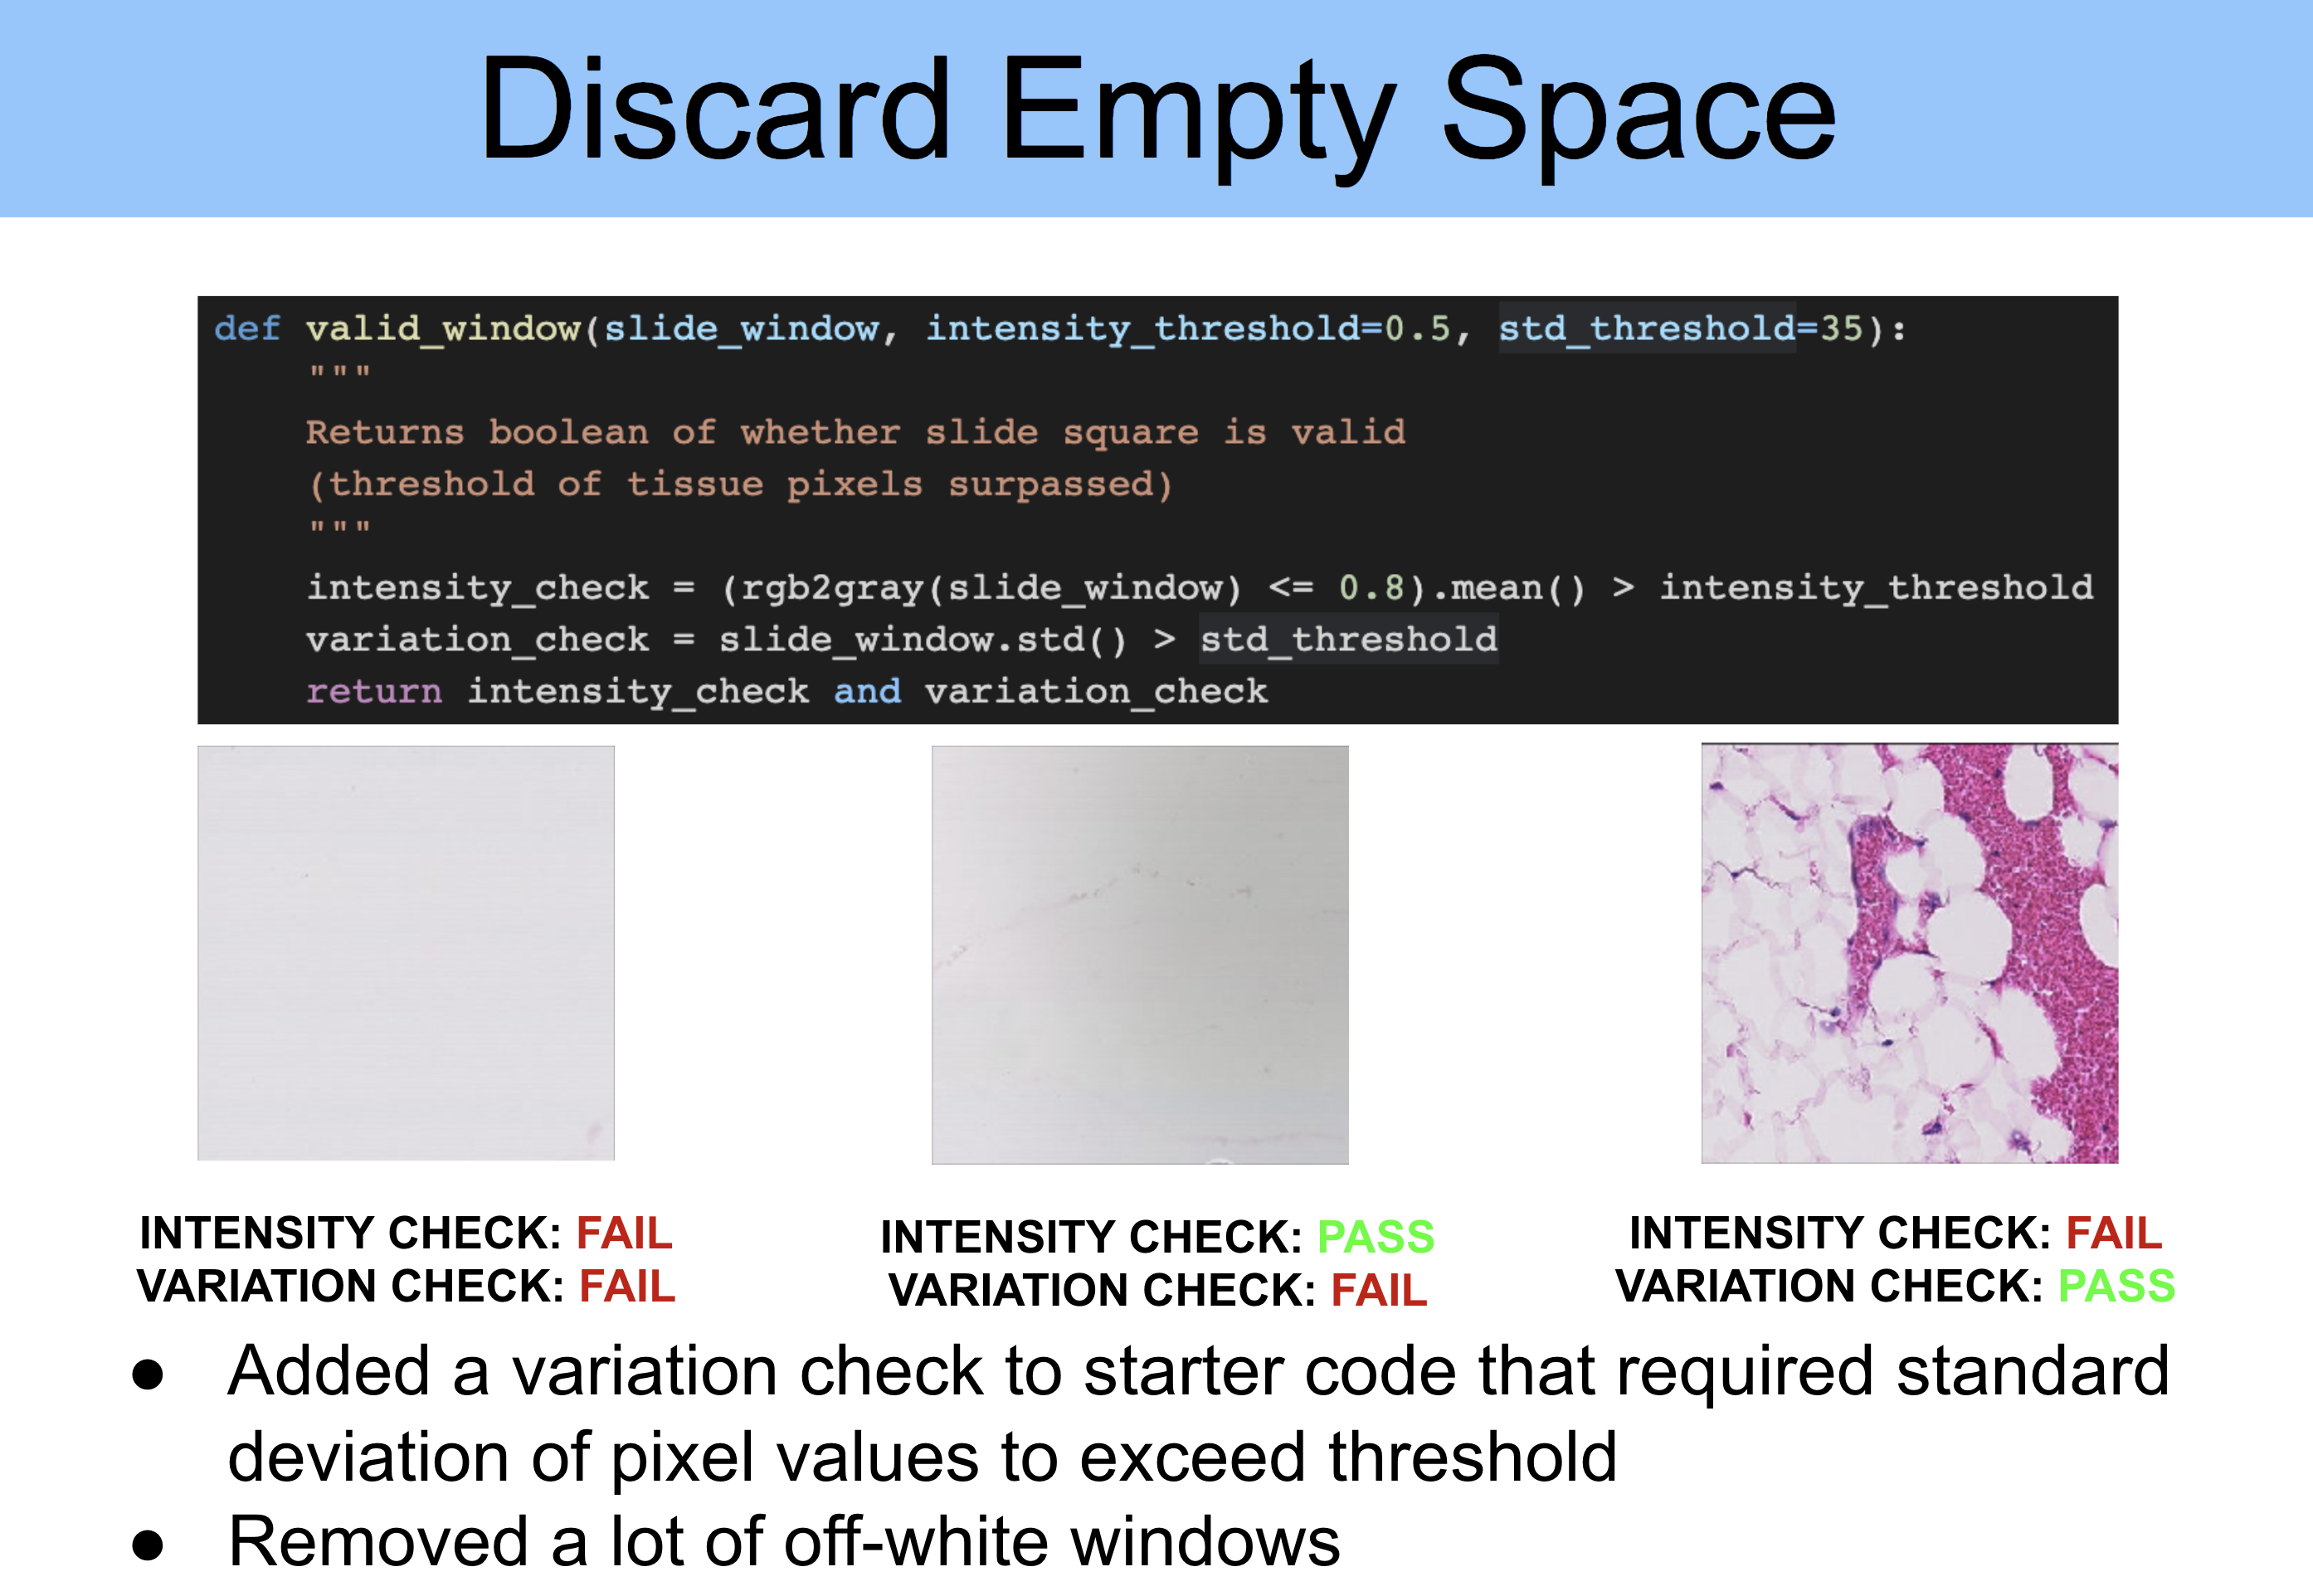 Discard Empty Space
def valid_window(slide_window, intensity_threshold=0.5, std_threshold=35):
"""
Returns boolean of whether slide square is valid
(threshold of tissue pixels surpassed)
"""
intensity_check = (rgb2gray(slide_window) <= 0.8).mean() > intensity_threshold
variation_check = slide_window.std() > std_threshold
return intensity_check and variation_check
INTENSITY CHECK: FAIL
VARIATION CHECK: FAIL
INTENSITY CHECK: PASS
VARIATION CHECK: FAIL
INTENSITY CHECK: FAIL
VARIATION CHECK: PASS
● Added a variation check to starter code that required standard
deviation of pixel values to exceed threshold
● Removed a lot of off-white windows